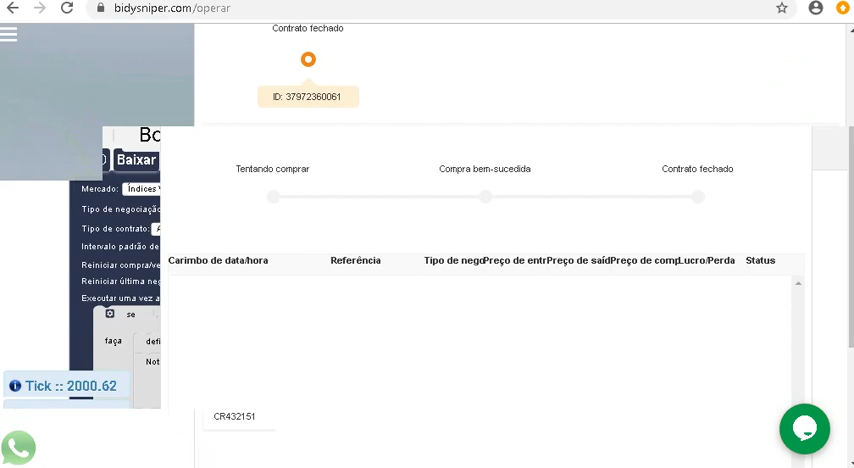 bidysniper.com/operar
Contrato fechado
ID: 37972360061
Bo
Baixar
Tentando comprar
Compra bem-sucedida
Contrato fechado
Mercado: Índices V
Tipo de negociação
Tipo de contrato: A
Intervalo padrão de
Reiniciar compra/ve
Reiniciar última neg
Executar uma vez a
Carimbo de data/hora Referência Tipo de nego Preço de entr Preço de saíd Preço de comp Lucro/Perda Status
se
faça defi
Not
Tick :: 2000.62
CR432151